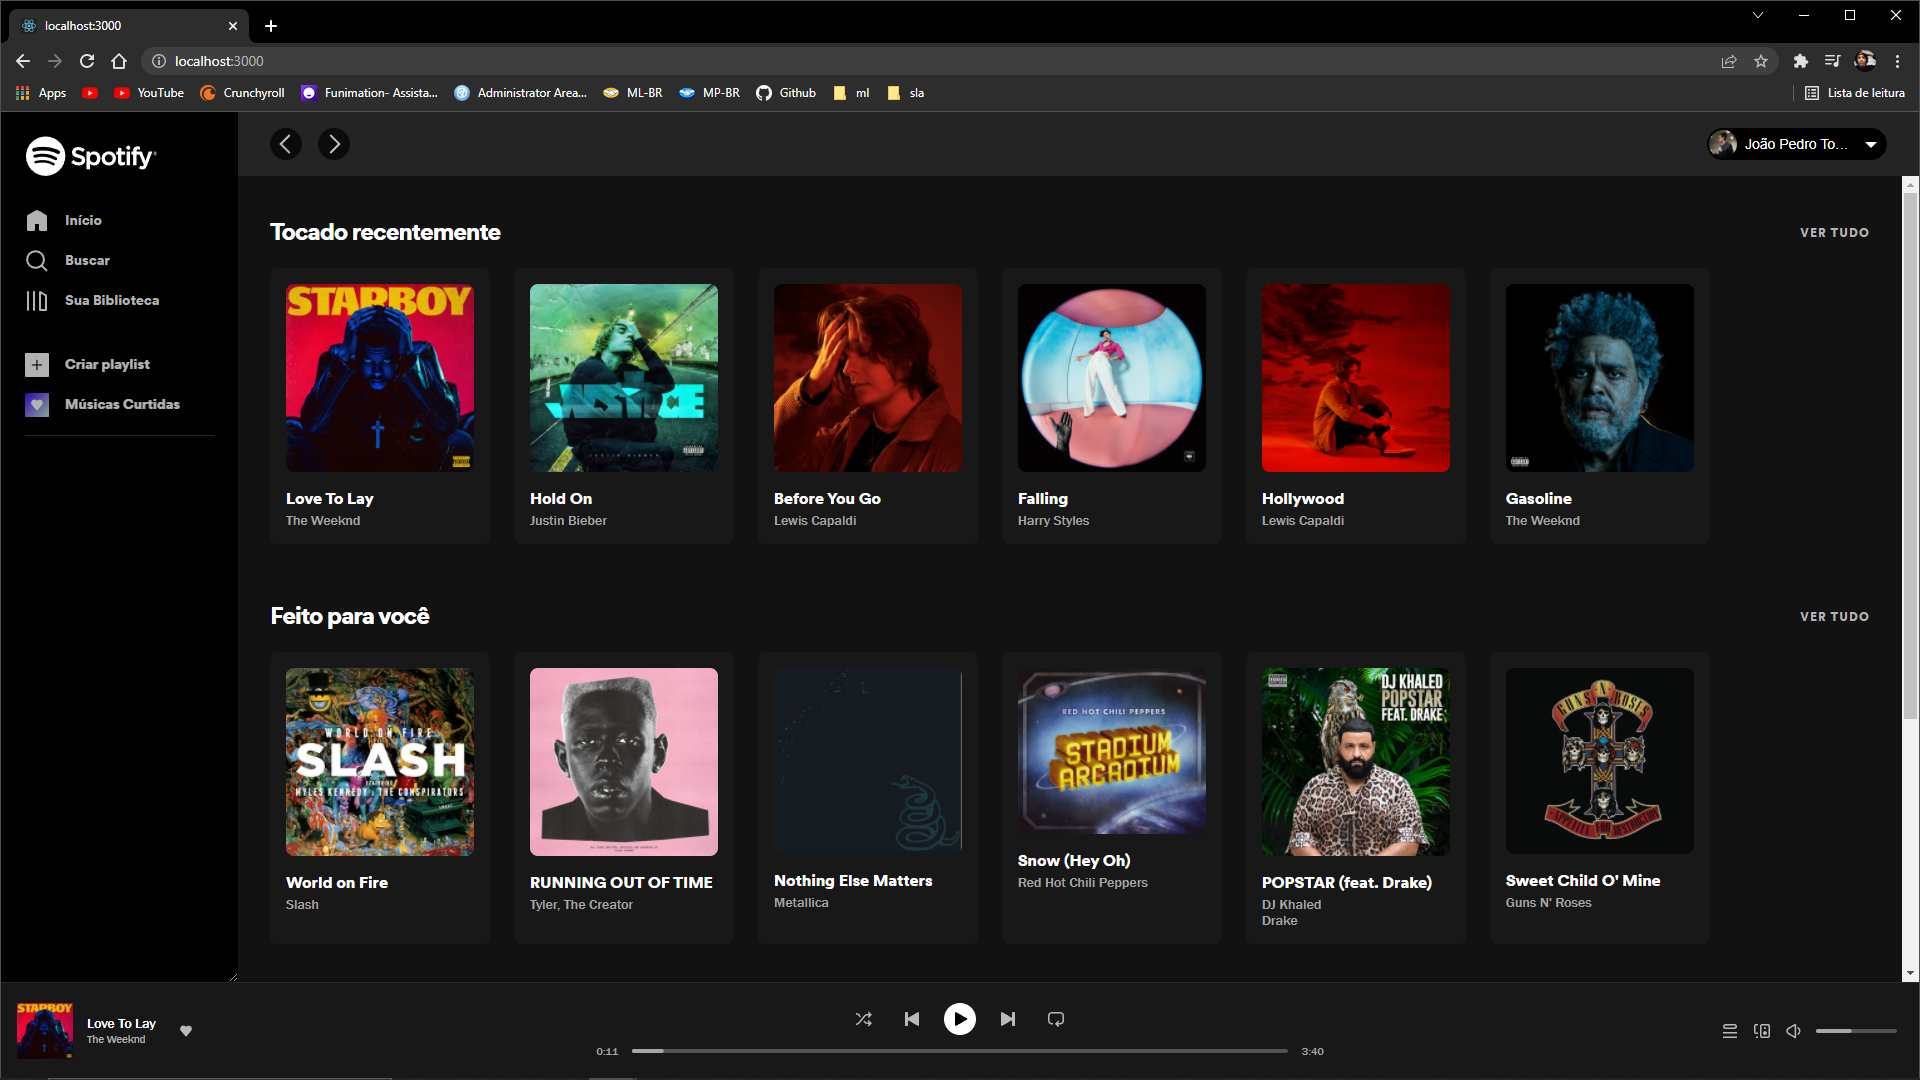 localhost:3000
localhost:3000
Apps
YouTube
Crunchyroll
Funimation- Assista...
Administrator Area...
ML-BR
MP-BR
Github
ml
sla
Lista de leitura
Spotify
João Pedro To...
Início
Buscar
Sua Biblioteca
Criar playlist
Músicas Curtidas
Tocado recentemente
VER TUDO
STARBOY
JUSTICE
JUSTIN BIEBER
Love To Lay
The Weeknd
Hold On
Justin Bieber
Before You Go
Lewis Capaldi
Falling
Harry Styles
Hollywood
Lewis Capaldi
Gasoline
The Weeknd
Feito para você
VER TUDO
WORLD ON FIRE
SLASH
FEATURING
MYLES KENNEDY & THE CONSPIRATORS
RED HOT CHILI PEPPERS
STADIUM
ARCADIUM
DJ KHALED
POPSTAR
FEAT. DRAKE
GUNS N' ROSES
APPETITE FOR DESTRUCTION
World on Fire
Slash
RUNNING OUT OF TIME
Tyler, The Creator
Nothing Else Matters
Metallica
Snow (Hey Oh)
Red Hot Chili Peppers
POPSTAR (feat. Drake)
DJ Khaled
Drake
Sweet Child O' Mine
Guns N' Roses
STARBOY
Love To Lay
The Weeknd
0:11
3:40